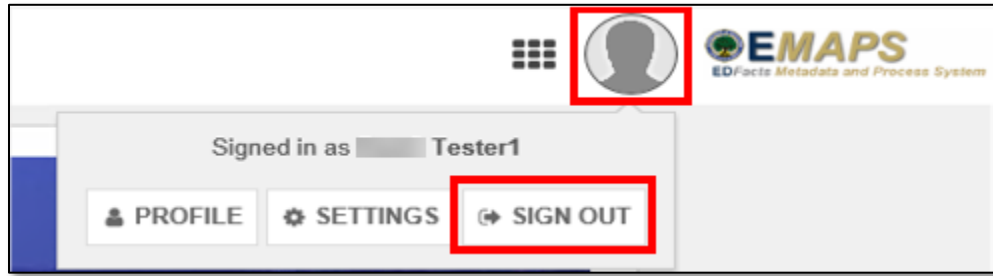 EMAPS
EDFacts Metadata and Process System
Signed in as Tester1
PROFILE SETTINGS SIGN OUT